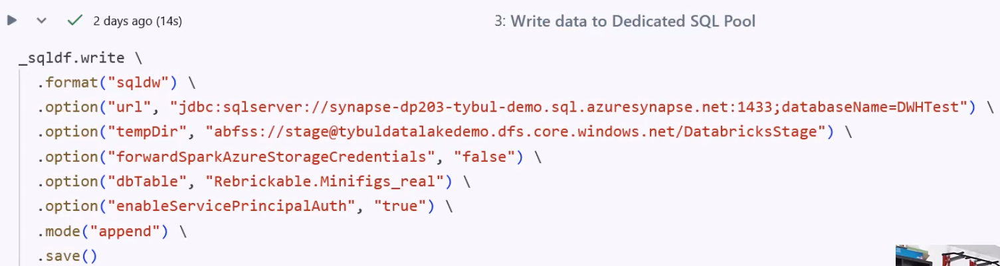 2 days ago (14s)
3: Write data to Dedicated SQL Pool
_sqldf.write \
.format("sqldw") \
.option("url", "jdbc:sqlserver://synapse-dp203-tybul-demo.sql.azuresynapse.net:1433;databaseName=DWHTest") \
.option("tempDir", "abfss://stage@tybuldatalakedemo.dfs.core.windows.net/DatabricksStage") \
.option("forwardSparkAzureStorageCredentials", "false") \
.option("dbTable", "Rebrickable.Minifigs_real") \
.option("enableServicePrincipalAuth", "true") \
.mode("append") \
.save()